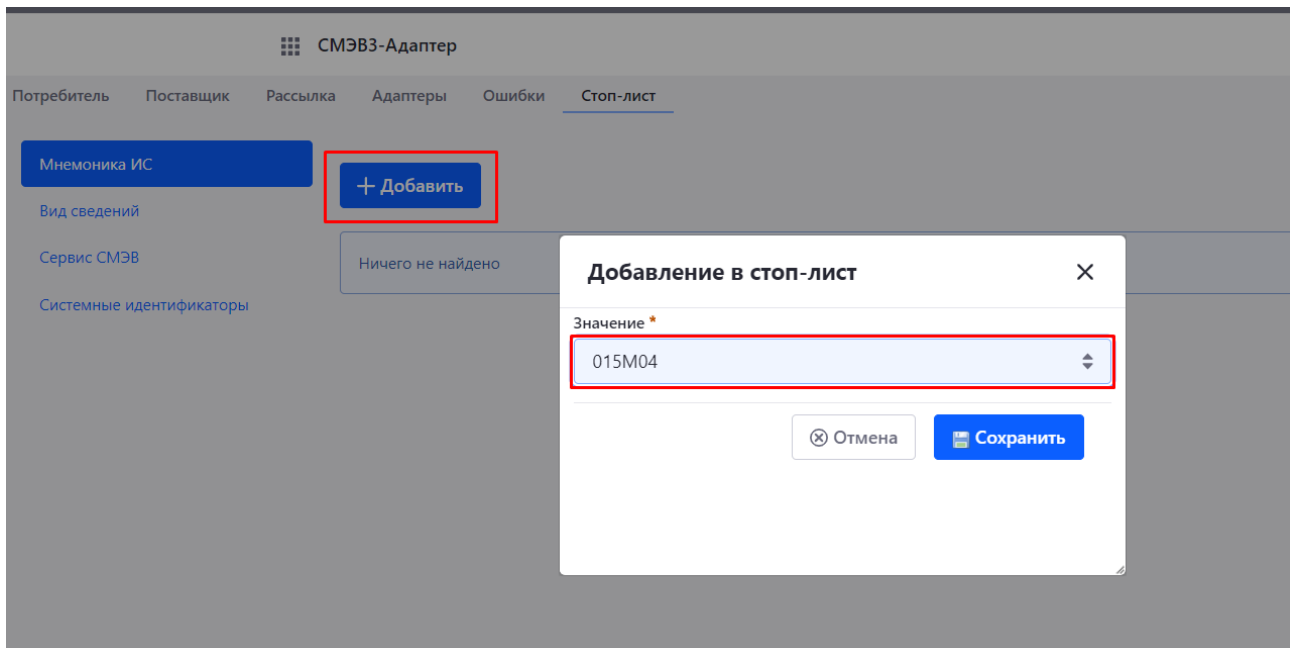 СМЭВ3-Адаптер
Потребитель Поставщик Рассылка Адаптеры Ошибки Стоп-лист
Мнемоника ИС
Вид сведений
Сервис СМЭВ
Системные идентификаторы
+ Добавить
Ничего не найдено
Добавление в стоп-лист
Значение *
015М04
Отмена Сохранить